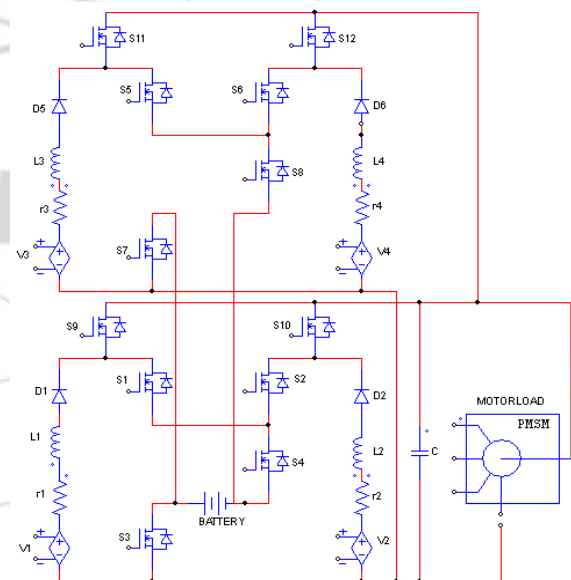 S11
S12
S5
S6
D5
D6
S8
L3
L4
r3
r4
S7
V3
V4
S9
S10
S1
S2
D1
D2
MOTORLOAD
PMSM
L1
L2
C
S4
r1
r2
BATTERY
S3
V1
V2